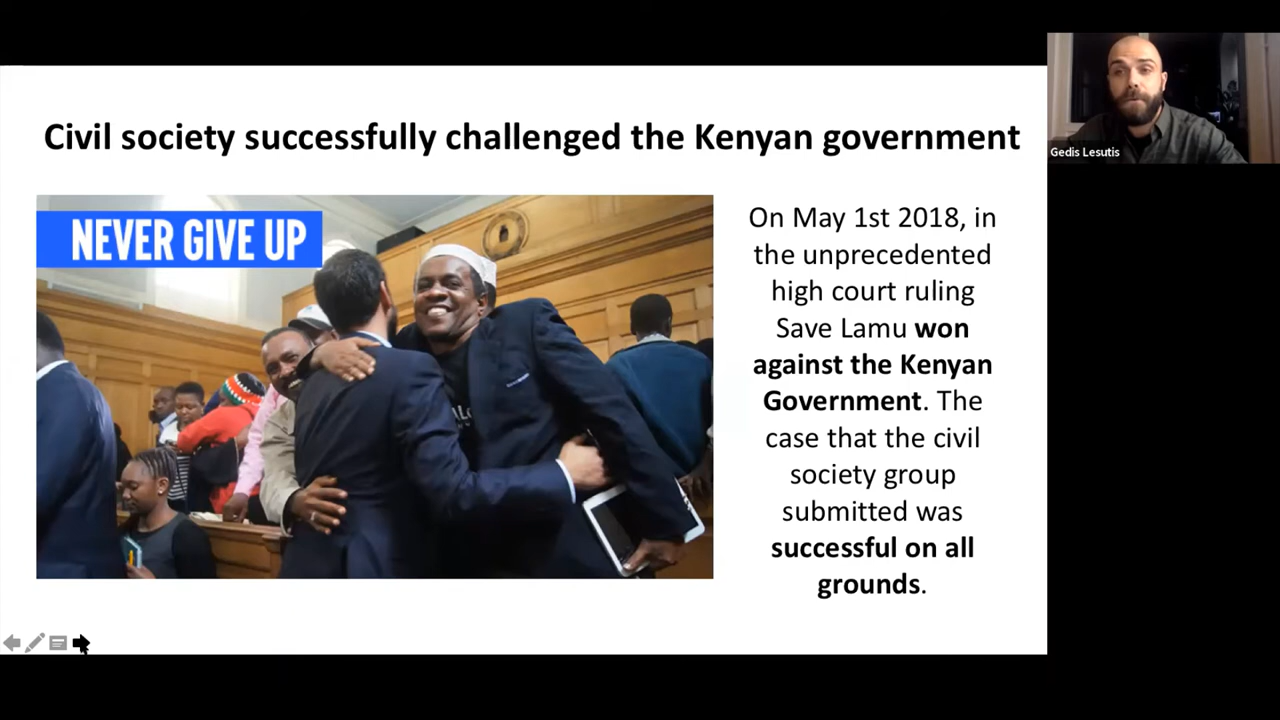 Civil society successfully challenged the Kenyan government
NEVER GIVE UP
On May 1st 2018, in
the unprecedented
high court ruling
Save Lamu won
against the Kenyan
Government. The
case that the civil
society group
submitted was
successful on all
grounds.
Gedis Lesutis